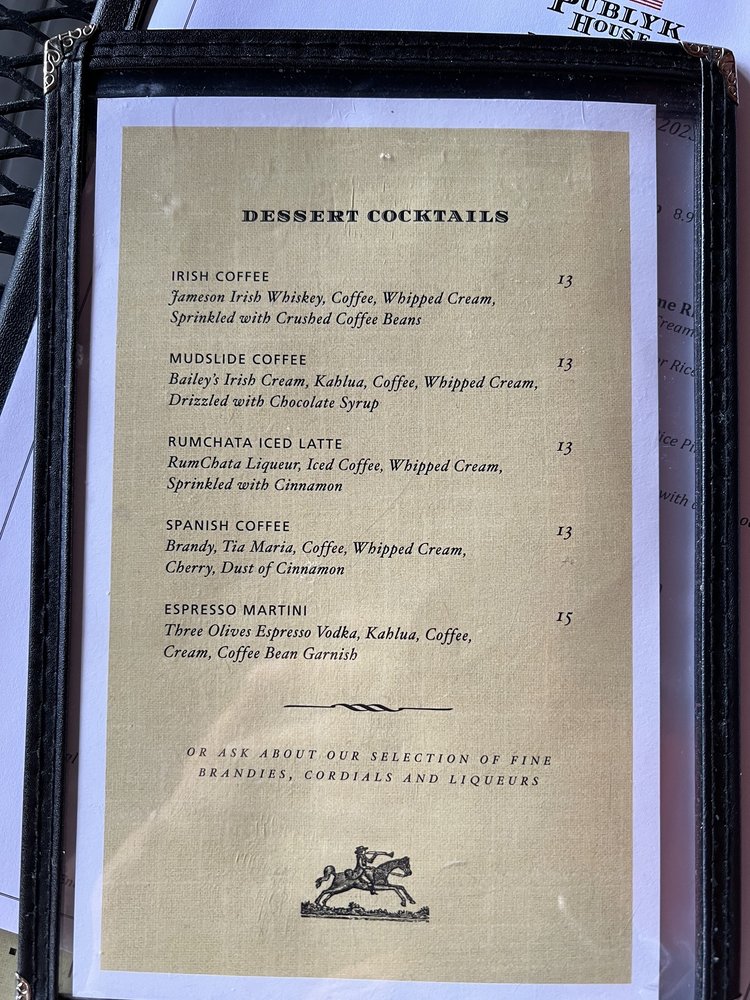 PUBLYK
HOUSE
DESSERT COCKTAILS
IRISH COFFEE 13
Jameson Irish Whiskey, Coffee, Whipped Cream,
Sprinkled with Crushed Coffee Beans
MUDSLIDE COFFEE 13
Bailey's Irish Cream, Kahlua, Coffee, Whipped Cream,
Drizzled with Chocolate Syrup
RUMCHATA ICED LATTE 13
RumChata Liqueur, Iced Coffee, Whipped Cream,
Sprinkled with Cinnamon
SPANISH COFFEE 13
Brandy, Tia Maria, Coffee, Whipped Cream,
Cherry, Dust of Cinnamon
ESPRESSO MARTINI 15
Three Olives Espresso Vodka, Kahlua, Coffee,
Cream, Coffee Bean Garnish
OR ASK ABOUT OUR SELECTION OF FINE
BRANDIES, CORDIALS AND LIQUEURS
8.9
Rice
with